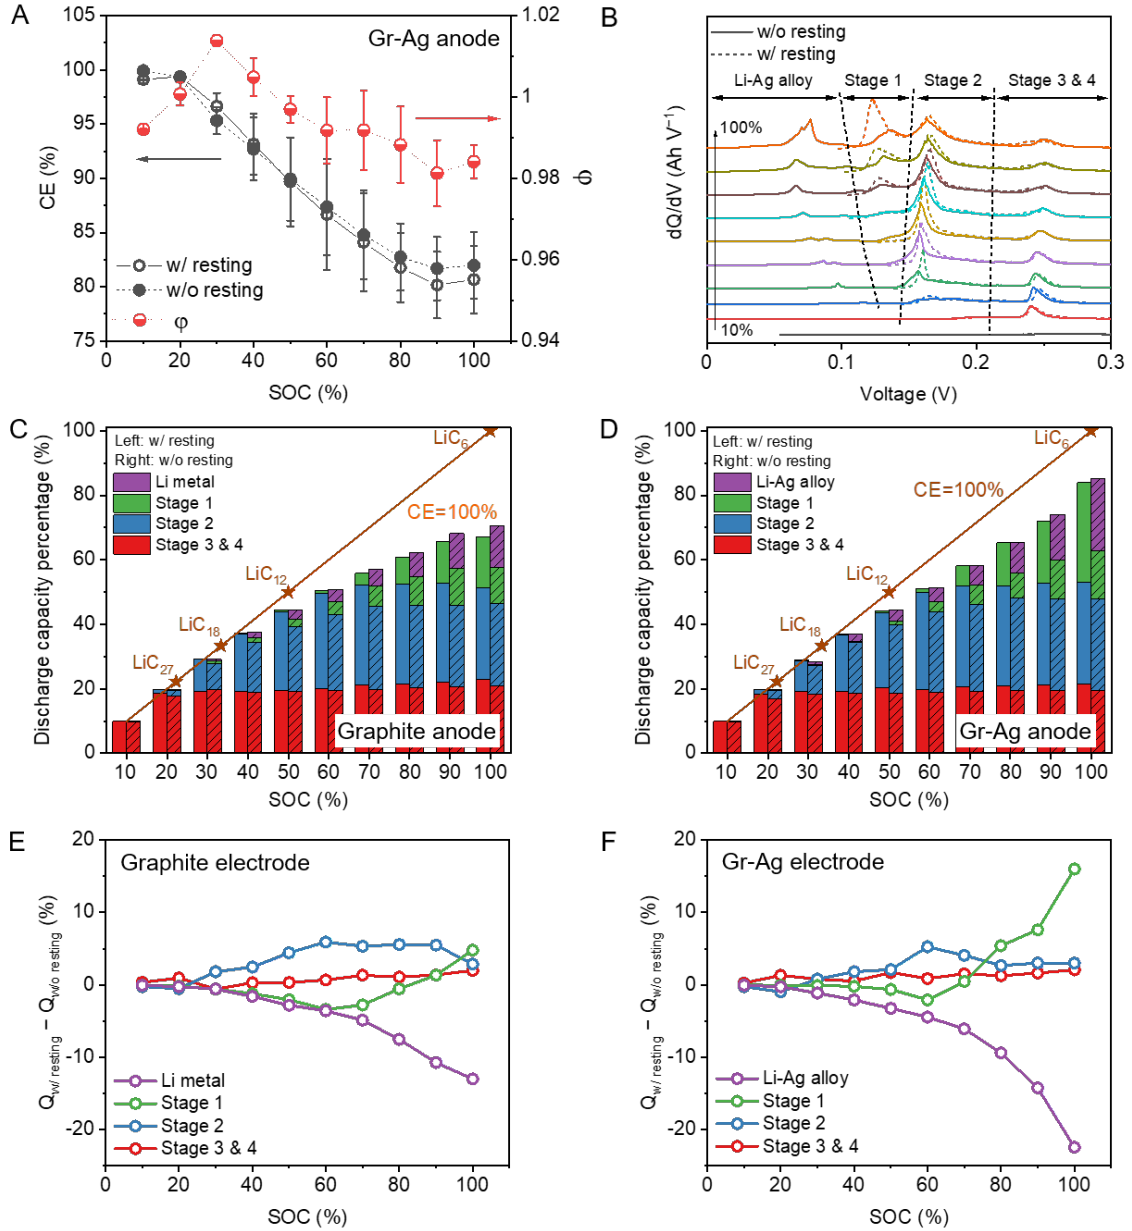 A
105
100
95
90
85
80
75
CE (%)
Gr-Ag anode
w/ resting
w/o resting
φ
1.02
1
0.98
0.96
0.94
φ
0 20 40 60 80 100
SOC (%)
B
w/o resting
w/ resting
Li-Ag alloy Stage 1 Stage 2 Stage 3 & 4
100%
10%
dQ/dV (Ah V⁻¹)
0 0.1 0.2 0.3
Voltage (V)
C
100
80
60
40
20
0
Discharge capacity percentage (%)
Left: w/ resting
Right: w/o resting
Li metal
Stage 1
Stage 2
Stage 3 & 4
LiC₆
CE=100%
LiC₁₂
LiC₁₈
LiC₂₇
Graphite anode
10 20 30 40 50 60 70 80 90 100
SOC (%)
D
100
80
60
40
20
0
Discharge capacity percentage (%)
Left: w/ resting
Right: w/o resting
Li-Ag alloy
Stage 1
Stage 2
Stage 3 & 4
LiC₆
CE=100%
LiC₁₂
LiC₁₈
LiC₂₇
Gr-Ag anode
10 20 30 40 50 60 70 80 90 100
SOC (%)
E
20
10
0
-10
-20
Q w/ resting − Q w/o resting (%)
Graphite electrode
Li metal
Stage 1
Stage 2
Stage 3 & 4
0 20 40 60 80 100
SOC (%)
F
20
10
0
-10
-20
Q w/ resting − Q w/o resting (%)
Gr-Ag electrode
Li-Ag alloy
Stage 1
Stage 2
Stage 3 & 4
0 20 40 60 80 100
SOC (%)